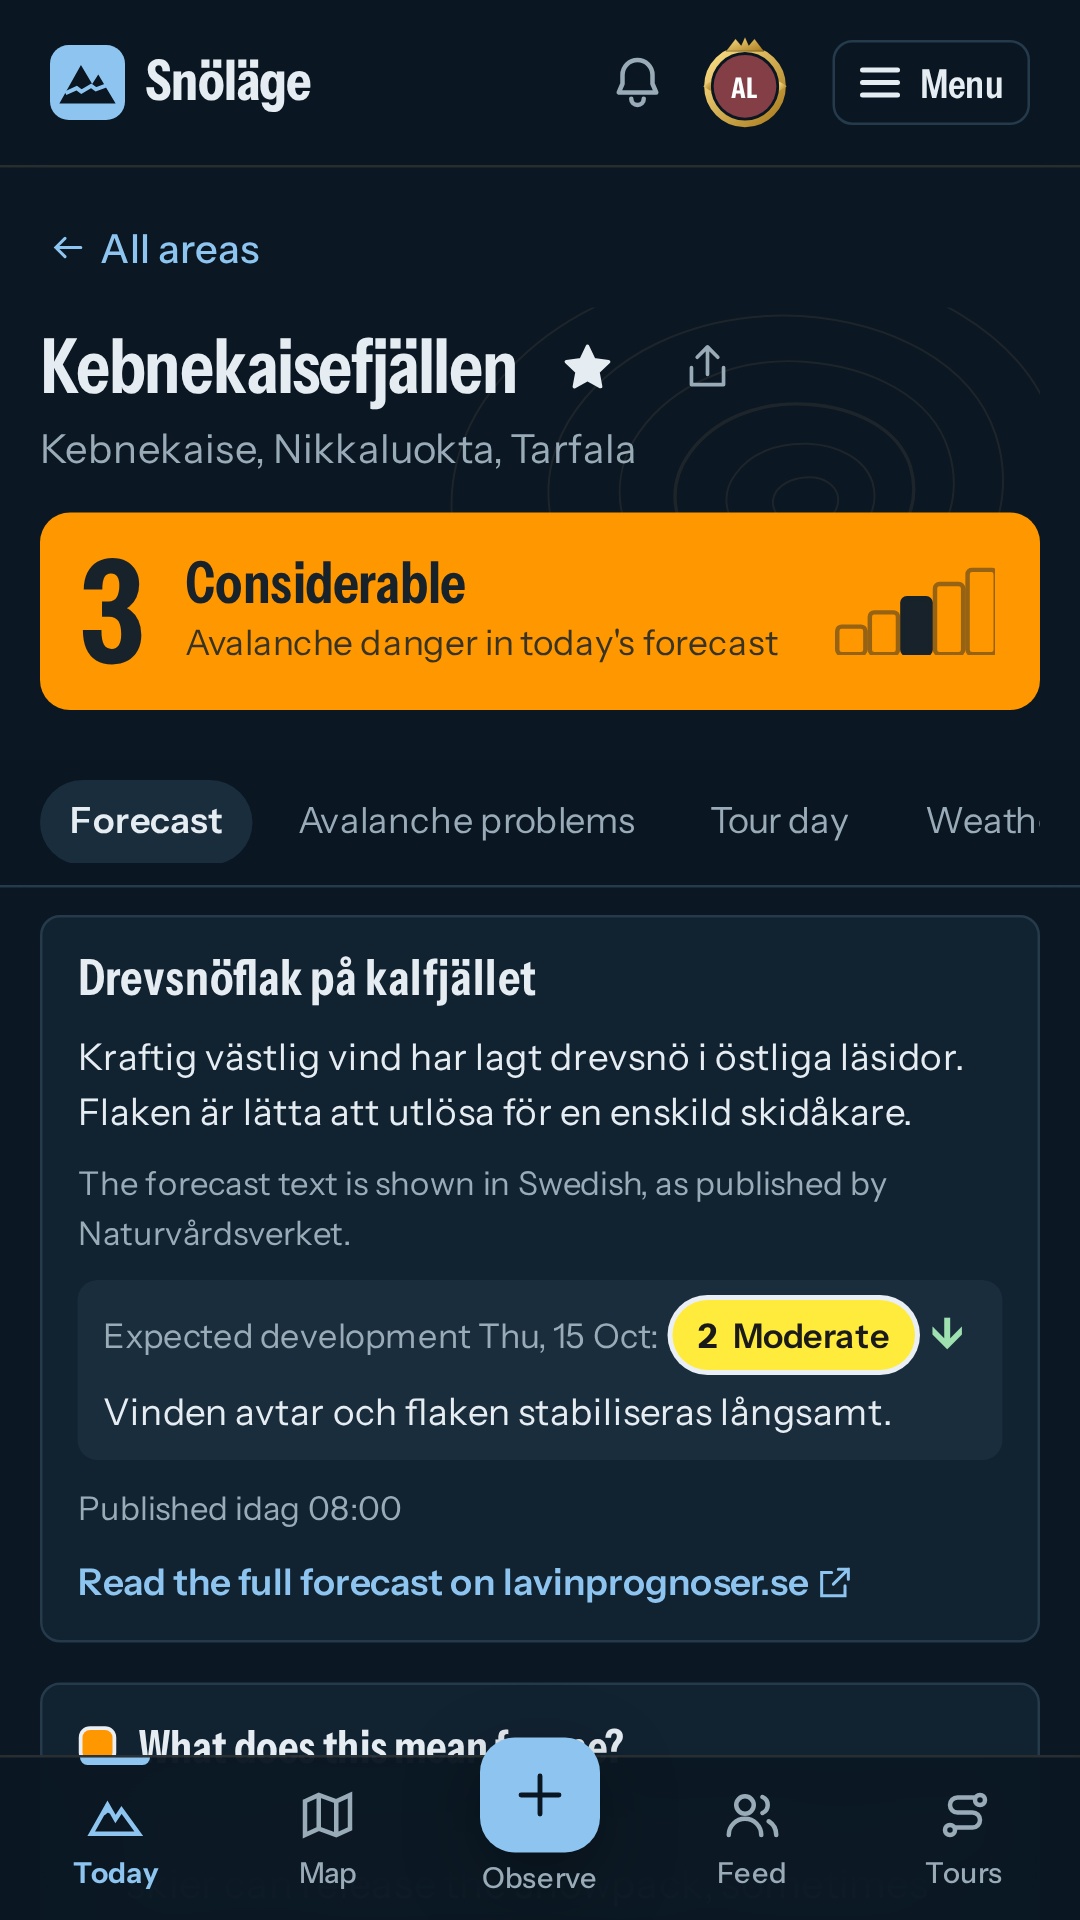 Snöläge
AL
Menu
← All areas
Kebnekaisefjällen
Kebnekaise, Nikkaluokta, Tarfala
3
Considerable
Avalanche danger in today's forecast
Forecast
Avalanche problems
Tour day
Drevsnöflak på kalfjället
Kraftig västlig vind har lagt drevsnö i östliga läsidor.
Flaken är lätta att utlösa för en enskild skidåkare.
The forecast text is shown in Swedish, as published by
Naturvårdsverket.
Expected development Thu, 15 Oct: 2 Moderate ↓
Vinden avtar och flaken stabiliseras långsamt.
Published idag 08:00
Read the full forecast on lavinprognoser.se
What does this mean
Today
Map
Observe
Feed
Tours